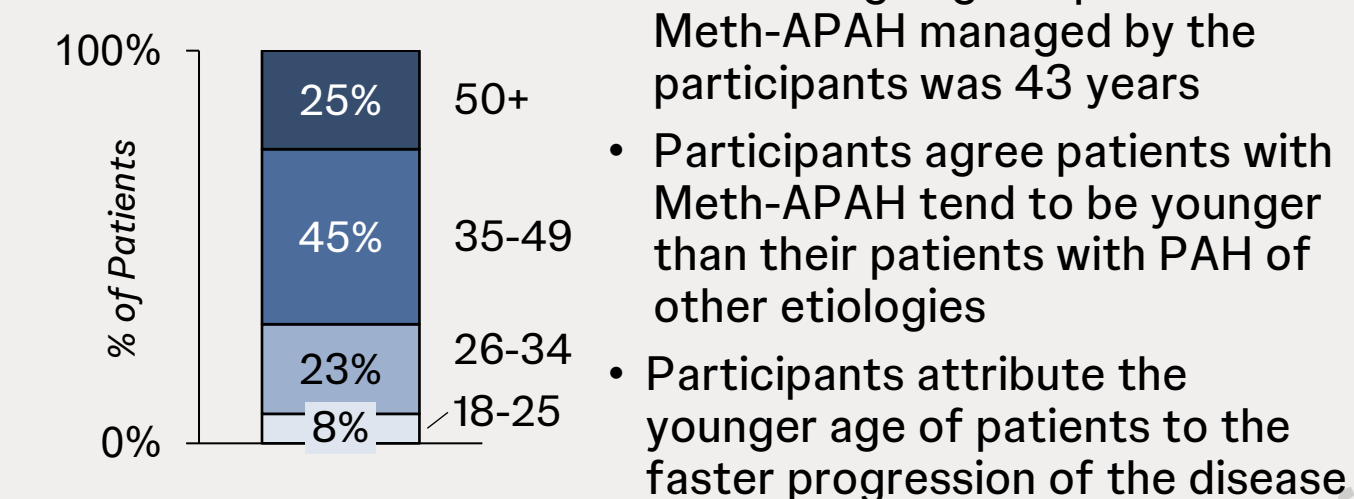 100%
25%
50+
45%
35-49
% of Patients
23%
26-34
8%
18-25
0%
Meth-APAH managed by the
participants was 43 years
• Participants agree patients with
Meth-APAH tend to be younger
than their patients with PAH of
other etiologies
• Participants attribute the
younger age of patients to the
faster progression of the disease